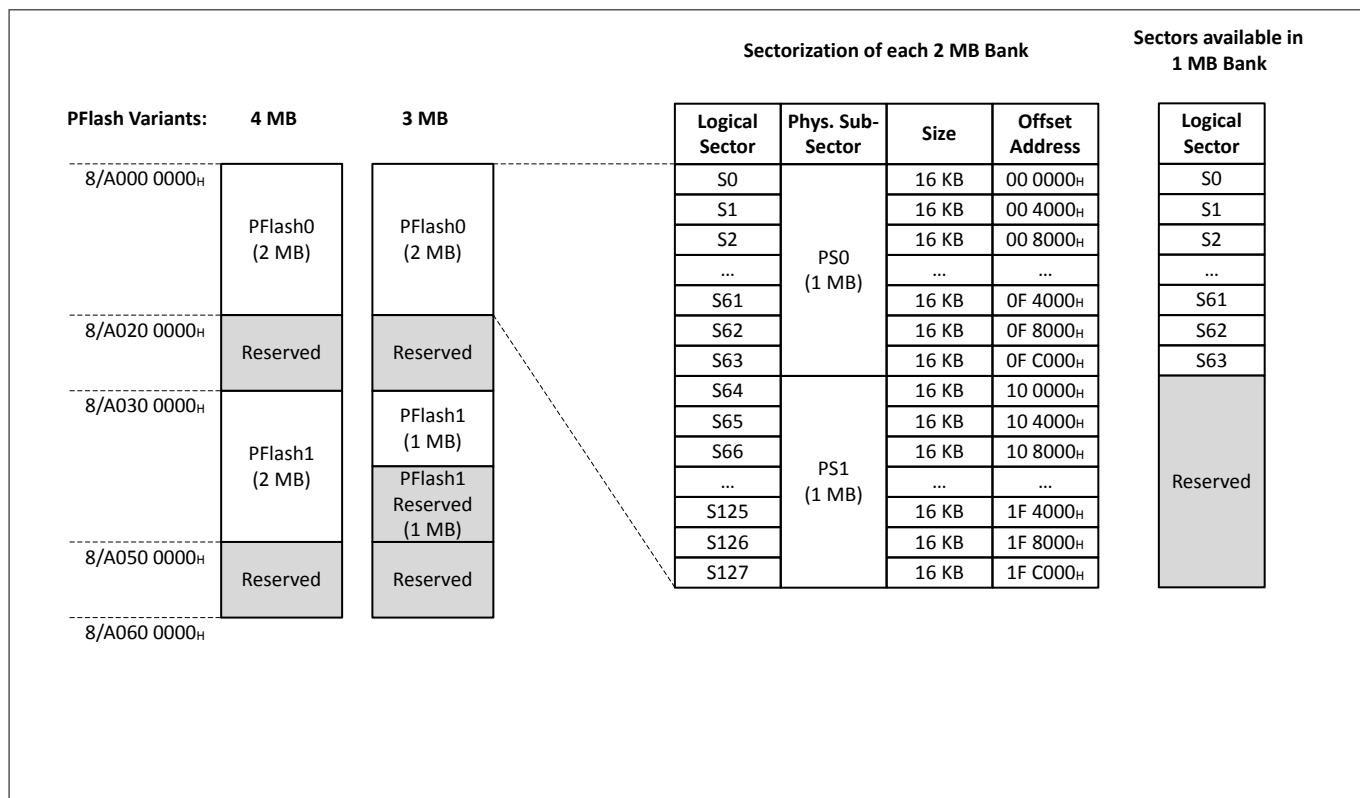 Sectorization of each 2 MB Bank
Sectors available in
1 MB Bank
PFlash Variants: 4 MB 3 MB
8/A000 0000H
PFlash0
(2 MB)
PFlash0
(2 MB)
8/A020 0000H
Reserved
Reserved
8/A030 0000H
PFlash1
(2 MB)
PFlash1
(1 MB)
PFlash1
Reserved
(1 MB)
8/A050 0000H
Reserved
Reserved
8/A060 0000H
Logical
Sector
Phys. Sub-
Sector
Size
Offset
Address
S0 16 KB 00 0000H
S1 16 KB 00 4000H
S2 16 KB 00 8000H
... ... ...
S61 16 KB 0F 4000H
S62 16 KB 0F 8000H
S63 16 KB 0F C000H
PS0
(1 MB)
S64 16 KB 10 0000H
S65 16 KB 10 4000H
S66 16 KB 10 8000H
... ... ...
S125 16 KB 1F 4000H
S126 16 KB 1F 8000H
S127 16 KB 1F C000H
PS1
(1 MB)
Logical
Sector
S0
S1
S2
...
S61
S62
S63
Reserved